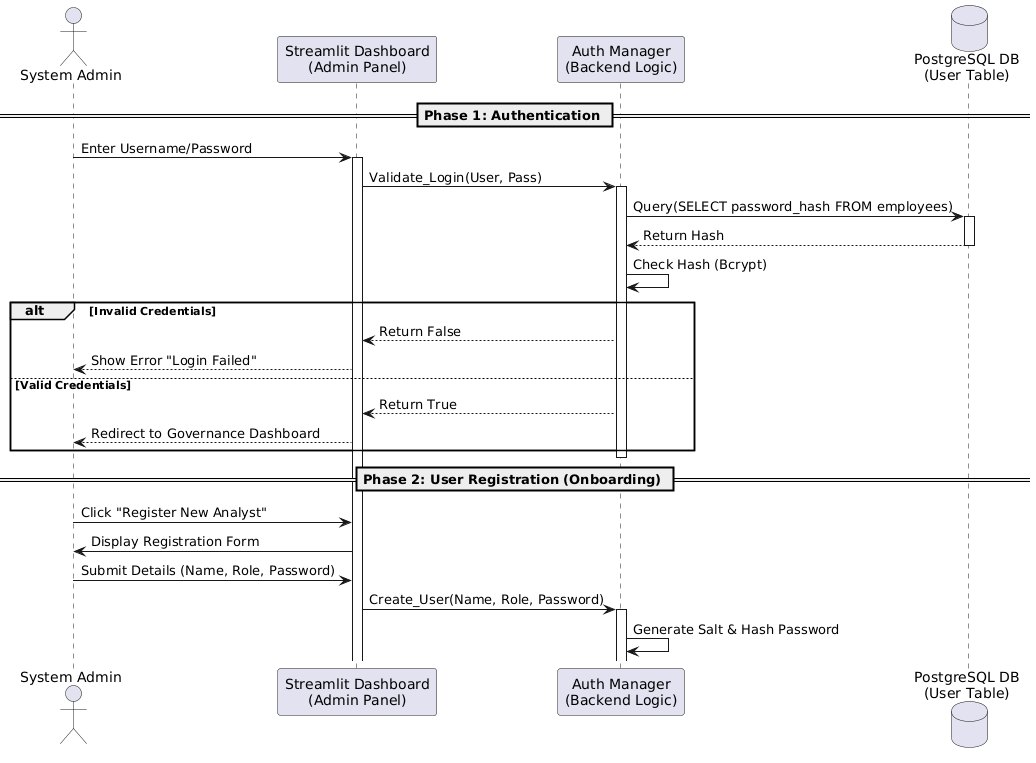 System Admin
Streamlit Dashboard
(Admin Panel)
Auth Manager
(Backend Logic)
PostgreSQL DB
(User Table)
Phase 1: Authentication
Enter Username/Password
Validate_Login(User, Pass)
Query(SELECT password_hash FROM employees)
Return Hash
Check Hash (Bcrypt)
alt [Invalid Credentials]
Return False
Show Error "Login Failed"
[Valid Credentials]
Return True
Redirect to Governance Dashboard
Phase 2: User Registration (Onboarding)
Click "Register New Analyst"
Display Registration Form
Submit Details (Name, Role, Password)
Create_User(Name, Role, Password)
Generate Salt & Hash Password
System Admin
Streamlit Dashboard
(Admin Panel)
Auth Manager
(Backend Logic)
PostgreSQL DB
(User Table)